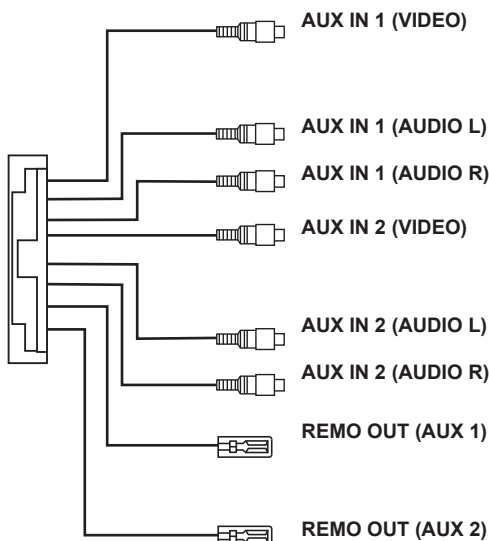 AUX IN 1 (VIDEO)
AUX IN 1 (AUDIO L)
AUX IN 1 (AUDIO R)
AUX IN 2 (VIDEO)
AUX IN 2 (AUDIO L)
AUX IN 2 (AUDIO R)
REMO OUT (AUX 1)
REMO OUT (AUX 2)